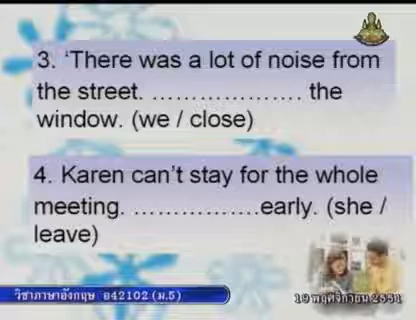 3. ‘There was a lot of noise from
the street. ………………. the
window. (we / close)
4. Karen can’t stay for the whole
meeting. …………….early. (she /
leave)
วิชาภาษาอังกฤษ อ42102 (ม.5)
19 พฤศจิกายน 2551